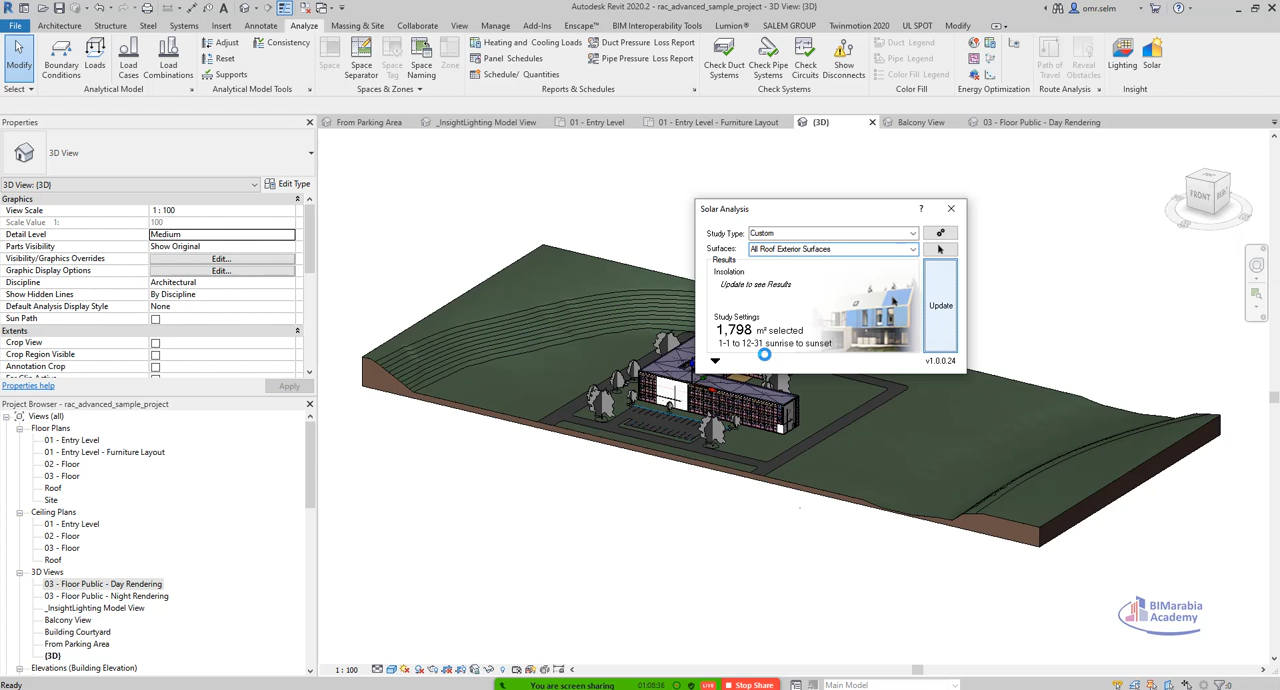 Autodesk Revit 2020.2 - rac_advanced_sample_project - 3D View: {3D}
omr.selm
File
Architecture
Structure
Steel
Systems
Insert
Annotate
Analyze
Massing & Site
Collaborate
View
Manage
Add-Ins
Enscape™
BIM Interoperability Tools
Lumion®
SALEM GROUP
Twinmotion 2020
UL SPOT
Modify
Modify
Select
Boundary Conditions
Loads
Load Cases
Load Combinations
Analytical Model
Adjust
Reset
Supports
Consistency
Analytical Model Tools
Space
Space Separator
Space Tag
Space Naming
Zone
Spaces & Zones
Heating and Cooling Loads
Panel Schedules
Schedule/ Quantities
Duct Pressure Loss Report
Pipe Pressure Loss Report
Reports & Schedules
Check Duct Systems
Check Pipe Systems
Check Circuits
Show Disconnects
Check Systems
Duct Legend
Pipe Legend
Color Fill Legend
Color Fill
Energy Optimization
Path of Travel
Reveal Obstacles
Route Analysis
Lighting
Solar
Insight
Properties
From Parking Area
_InsightLighting Model View
01 - Entry Level
01 - Entry Level - Furniture Layout
{3D}
Balcony View
03 - Floor Public - Day Rendering
3D View
3D View: {3D}
Edit Type
Graphics
View Scale
1 : 100
Scale Value 1:
100
Detail Level
Medium
Parts Visibility
Show Original
Visibility/Graphics Overrides
Edit...
Graphic Display Options
Edit...
Discipline
Architectural
Show Hidden Lines
By Discipline
Default Analysis Display Style
None
Sun Path
Extents
Crop View
Crop Region Visible
Annotation Crop
Properties help
Apply
Project Browser - rac_advanced_sample_project
Views (all)
Floor Plans
01 - Entry Level
01 - Entry Level - Furniture Layout
02 - Floor
03 - Floor
Roof
Site
Ceiling Plans
01 - Entry Level
02 - Floor
03 - Floor
Roof
3D Views
03 - Floor Public - Day Rendering
03 - Floor Public - Night Rendering
_InsightLighting Model View
Balcony View
Building Courtyard
From Parking Area
{3D}
Elevations (Building Elevation)
Solar Analysis
Study Type:
Custom
Surfaces:
All Roof Exterior Surfaces
Results
Insolation
Update to see Results
Study Settings
1,798 m² selected
1-1 to 12-31 sunrise to sunset
Update
v1.0.0.24
FRONT
BIMarabia
Academy
1 : 100
Ready
You are screen sharing
01:08:36
LIVE
Stop Share
Main Model
:0